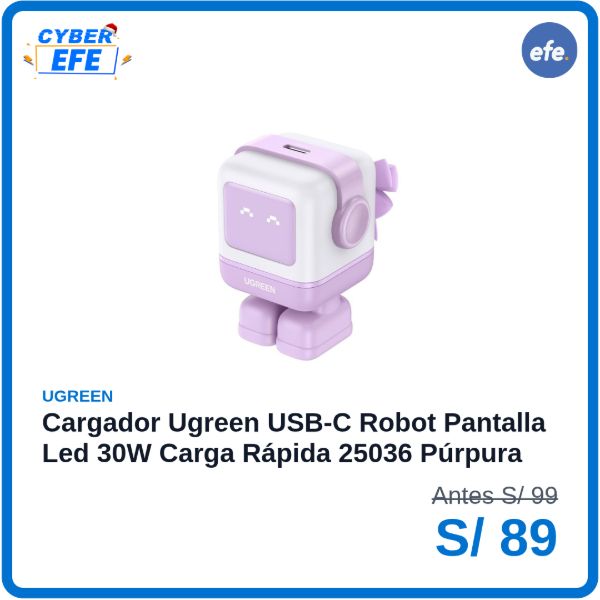 CYBER
EFE
efe.
UGREEN
UGREEN
Cargador Ugreen USB-C Robot Pantalla
Led 30W Carga Rápida 25036 Púrpura
Antes S/ 99
S/ 89